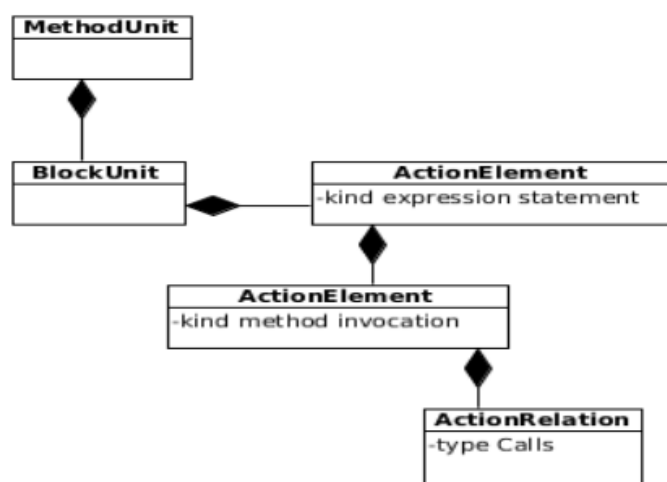 MethodUnit
BlockUnit
ActionElement
-kind expression statement
ActionElement
-kind method invocation
ActionRelation
-type Calls